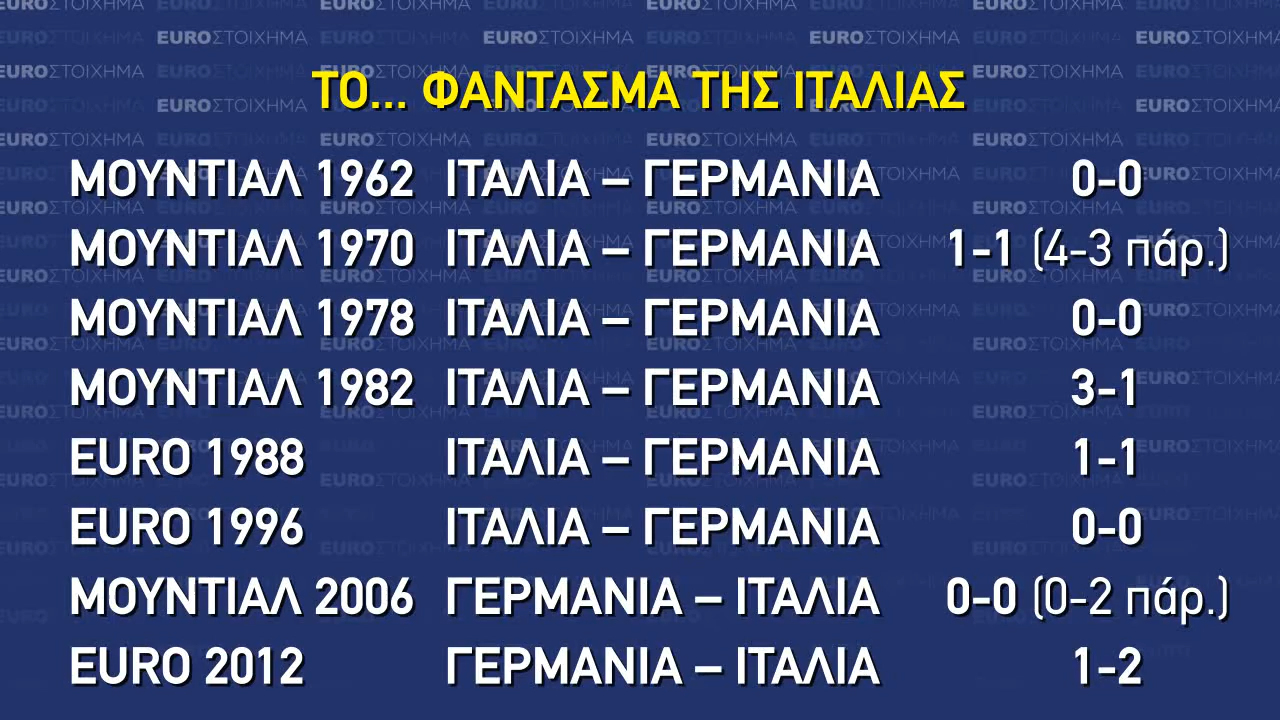 ΤΟ... ΦΑΝΤΑΣΜΑ ΤΗΣ ΙΤΑΛΙΑΣ
ΜΟΥΝΤΙΑΛ 1962 ΙΤΑΛΙΑ – ΓΕΡΜΑΝΙΑ 0-0
ΜΟΥΝΤΙΑΛ 1970 ΙΤΑΛΙΑ – ΓΕΡΜΑΝΙΑ 1-1 (4-3 πάρ.)
ΜΟΥΝΤΙΑΛ 1978 ΙΤΑΛΙΑ – ΓΕΡΜΑΝΙΑ 0-0
ΜΟΥΝΤΙΑΛ 1982 ΙΤΑΛΙΑ – ΓΕΡΜΑΝΙΑ 3-1
EURO 1988 ΙΤΑΛΙΑ – ΓΕΡΜΑΝΙΑ 1-1
EURO 1996 ΙΤΑΛΙΑ – ΓΕΡΜΑΝΙΑ 0-0
ΜΟΥΝΤΙΑΛ 2006 ΓΕΡΜΑΝΙΑ – ΙΤΑΛΙΑ 0-0 (0-2 πάρ.)
EURO 2012 ΓΕΡΜΑΝΙΑ – ΙΤΑΛΙΑ 1-2